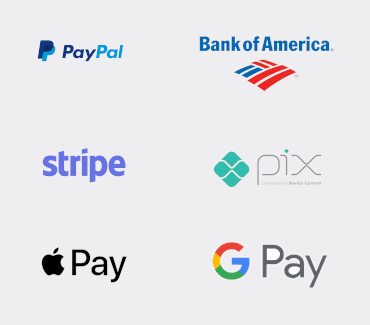 PayPal
Bank of America
stripe
pix
powered by Banco Central
Pay
G Pay